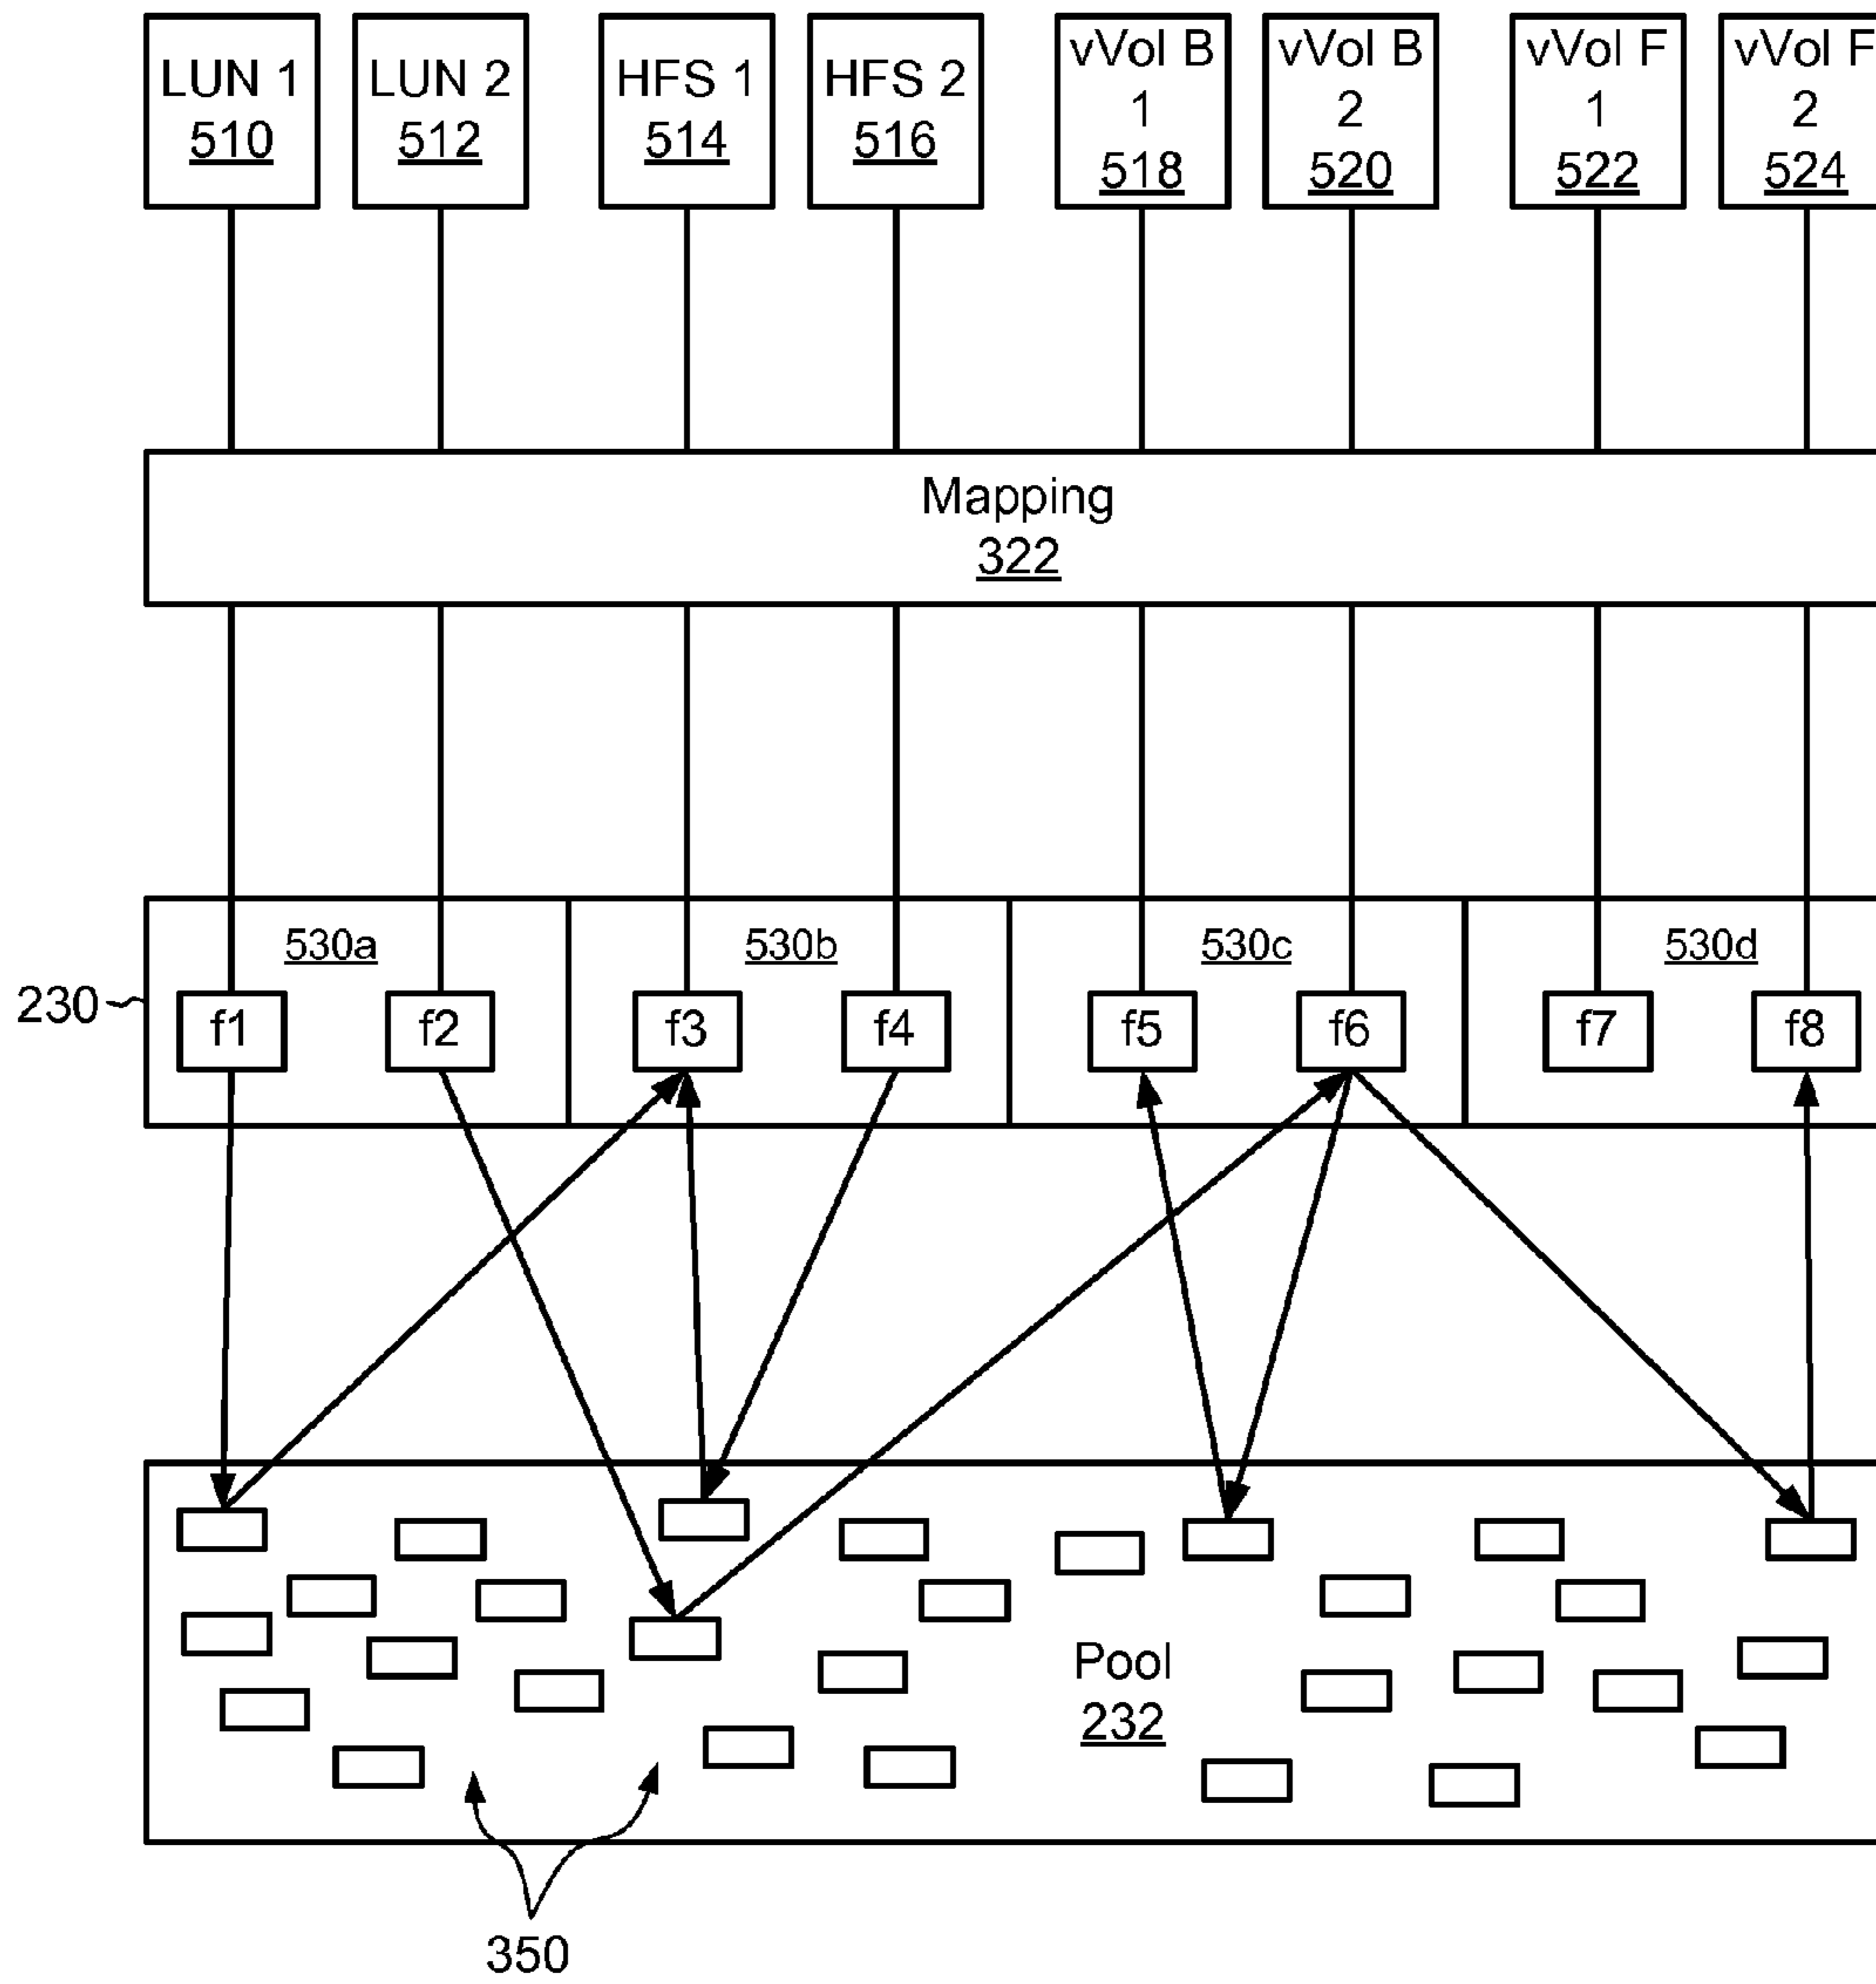 LUN 1
510
LUN 2
512
HFS 1
514
HFS 2
516
vVol B
1
518
vVol B
2
520
vVol F
1
522
vVol F
2
524
Mapping
322
530a
530b
530c
530d
230
f1
f2
f3
f4
f5
f6
f7
f8
Pool
232
350